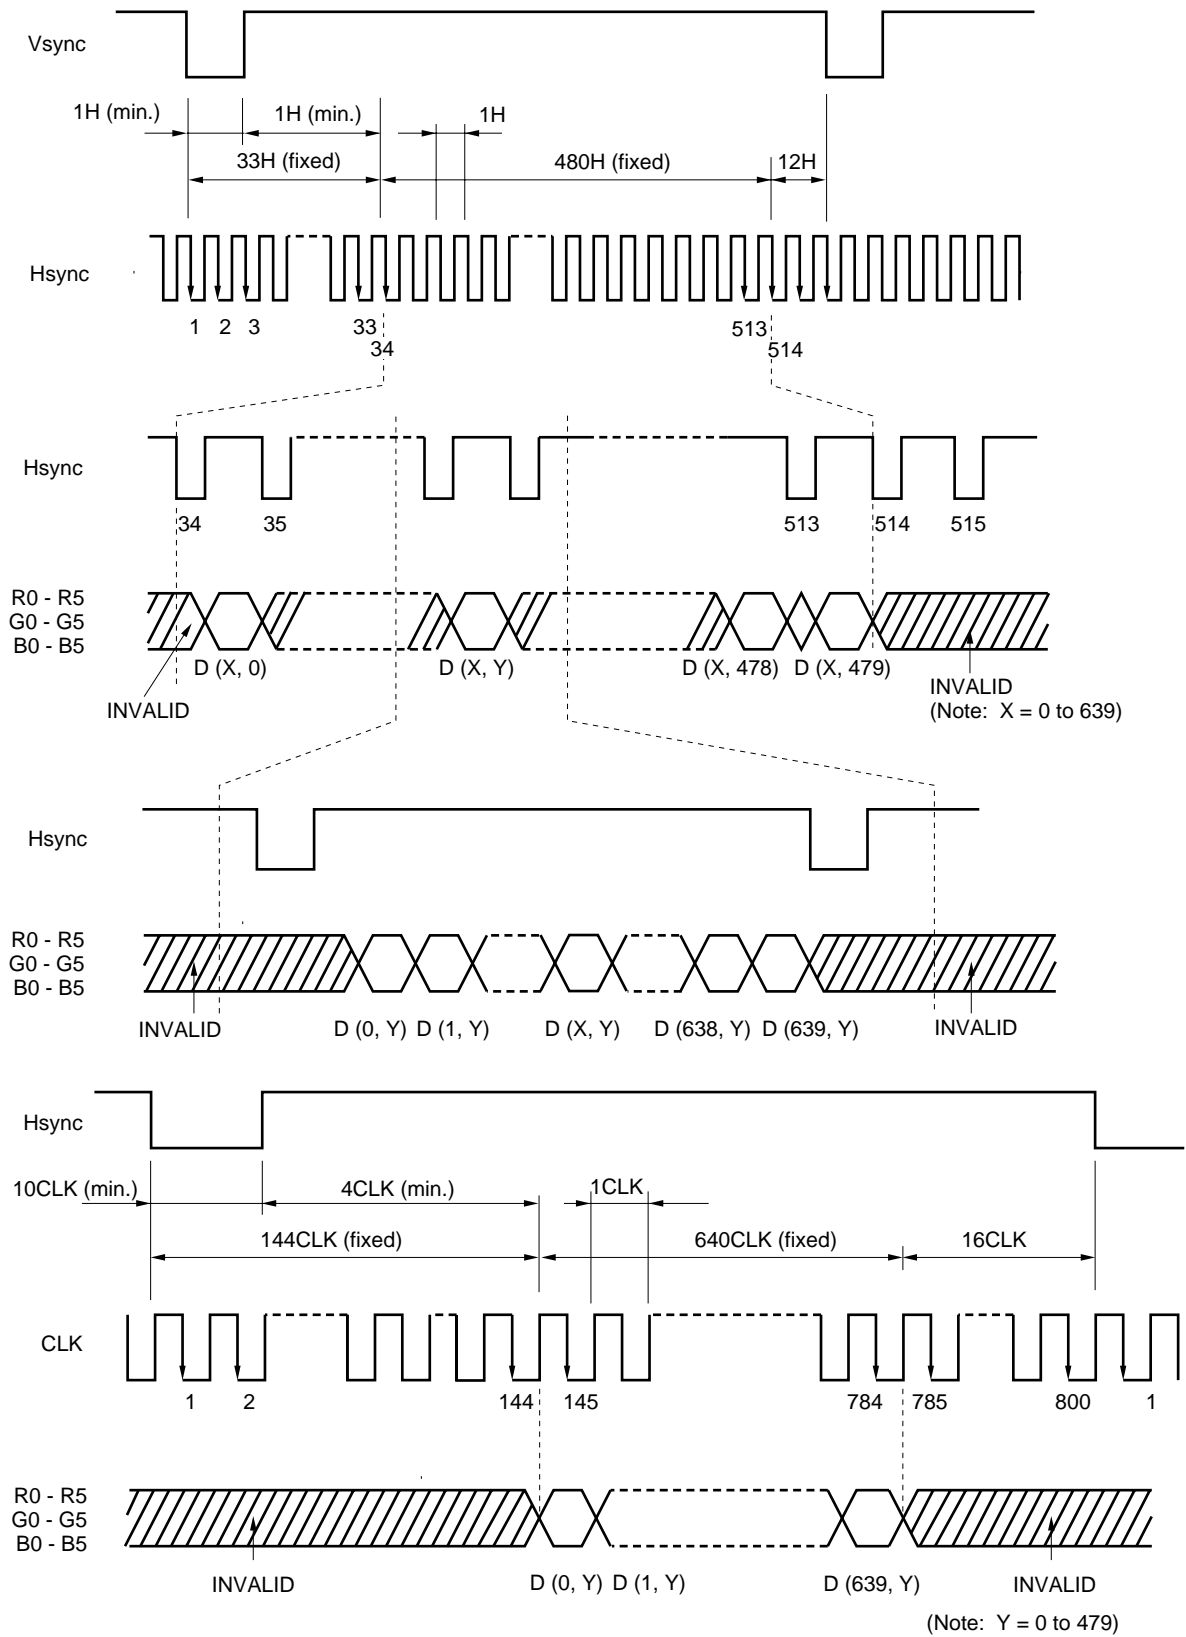 Vsync
1H (min.) 1H (min.) 1H
33H (fixed) 480H (fixed) 12H
Hsync
1 2 3 33 513
34 514
Hsync
34 35 513 514 515
R0 - R5
G0 - G5
B0 - B5
D (X, 0) D (X, Y) D (X, 478) D (X, 479)
INVALID INVALID
(Note: X = 0 to 639)
Hsync
R0 - R5
G0 - G5
B0 - B5
INVALID D (0, Y) D (1, Y) D (X, Y) D (638, Y) D (639, Y) INVALID
Hsync
10CLK (min.) 4CLK (min.) 1CLK
144CLK (fixed) 640CLK (fixed) 16CLK
CLK
1 2 144 145 784 785 800 1
R0 - R5
G0 - G5
B0 - B5
INVALID D (0, Y) D (1, Y) D (639, Y) INVALID
(Note: Y = 0 to 479)